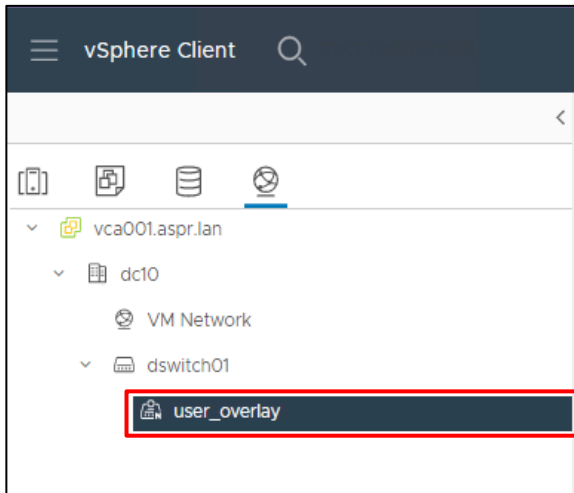 vSphere Client
vca001.aspr.lan
dc10
VM Network
dswitch01
user_overlay